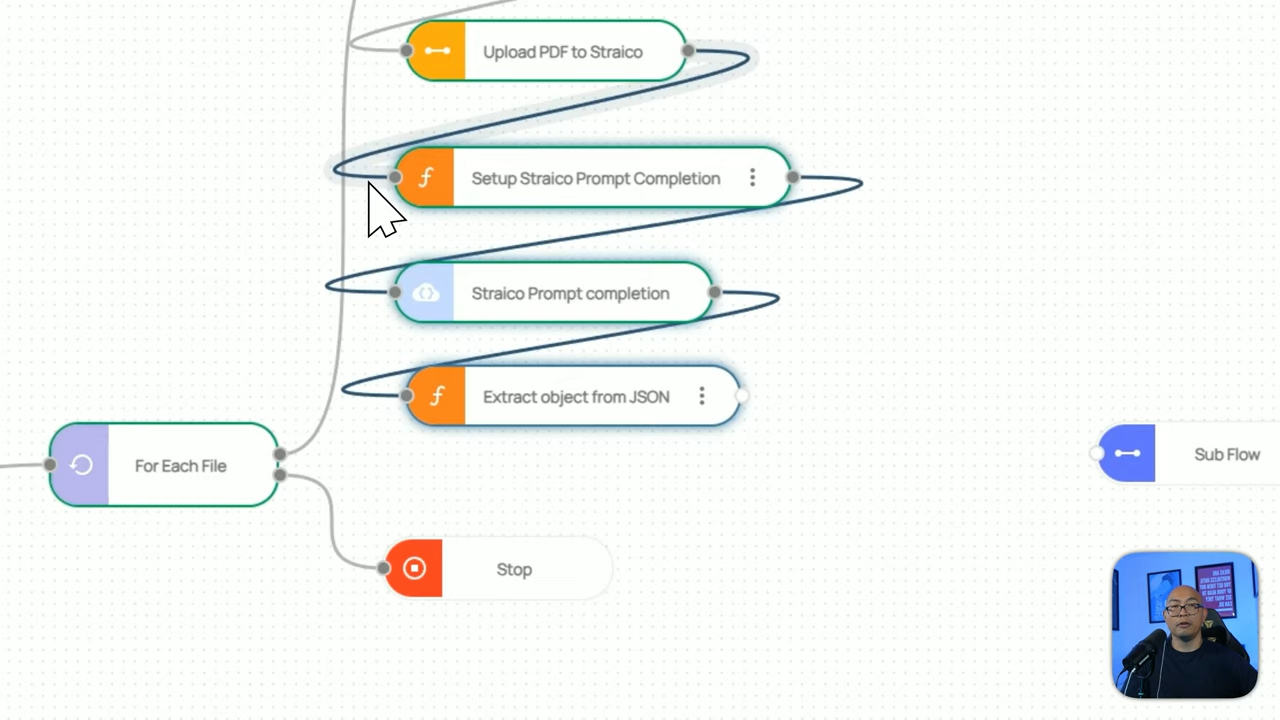 Upload PDF to Straico
Setup Straico Prompt Completion
Straico Prompt completion
Extract object from JSON
For Each File
Sub Flow
Stop